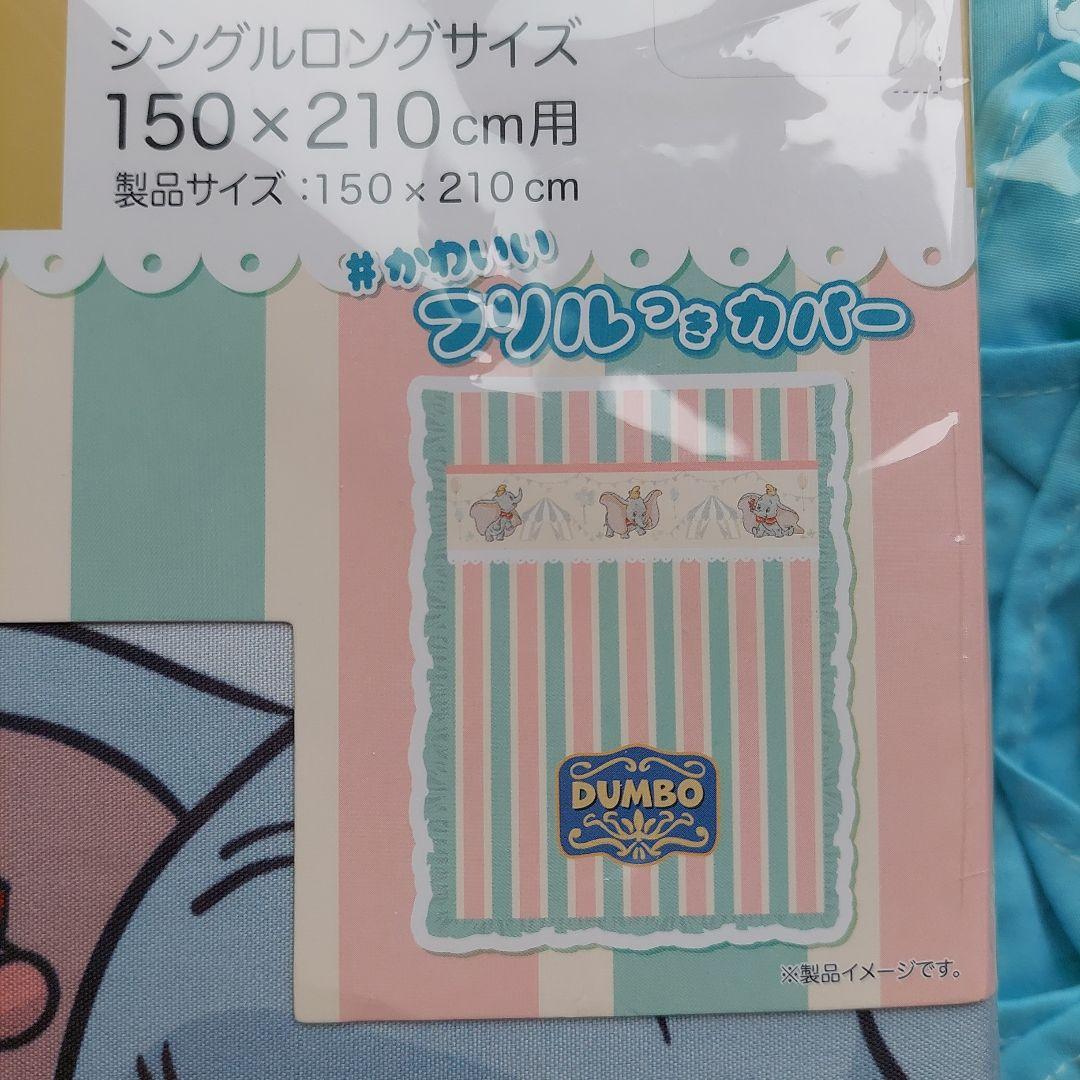 シングルロングサイズ
150×210cm用
製品サイズ：150×210cm
#かわいい
フリルつきカバー
DUMBO
※製品イメージです。